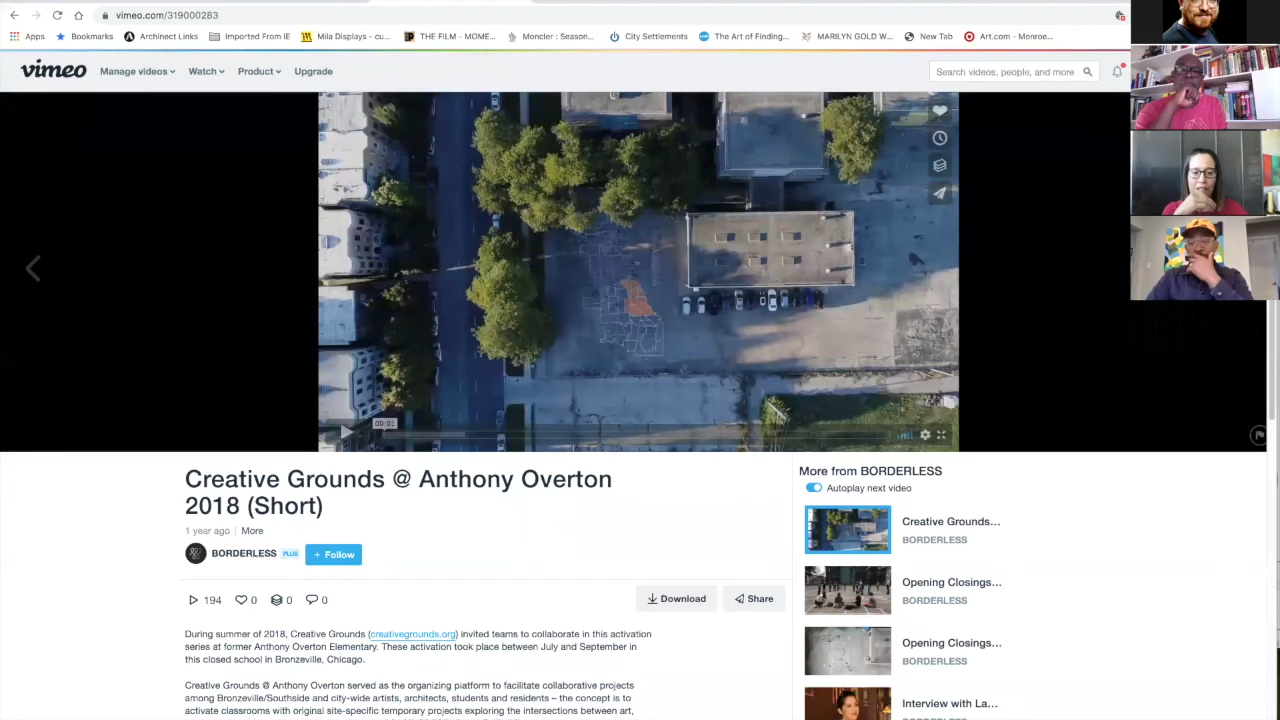 vimeo.com/319000283
Apps
Bookmarks
Architect Links
Imported From IE
Mila Displays - cu...
THE FILM - MOME...
Moncler : Season...
City Settlements
The Art of Finding...
MARILYN GOLD W...
New Tab
Art.com - Monroe...
vimeo
Manage videos
Watch
Product
Upgrade
Search videos, people, and more
00:01
Creative Grounds @ Anthony Overton
2018 (Short)
1 year ago
More
BORDERLESS
PLUS
+ Follow
194
0
0
0
Download
Share
During summer of 2018, Creative Grounds (creativegrounds.org) invited teams to collaborate in this activation
series at former Anthony Overton Elementary. These activation took place between July and September in
this closed school in Bronzeville, Chicago.
Creative Grounds @ Anthony Overton served as the organizing platform to facilitate collaborative projects
among Bronzeville/Southside and city-wide artists, architects, students and residents – the concept is to
activate classrooms with original site-specific temporary projects exploring the intersections between art,
More from BORDERLESS
Autoplay next video
Creative Grounds...
BORDERLESS
Opening Closings...
BORDERLESS
Opening Closings...
BORDERLESS
Interview with La...